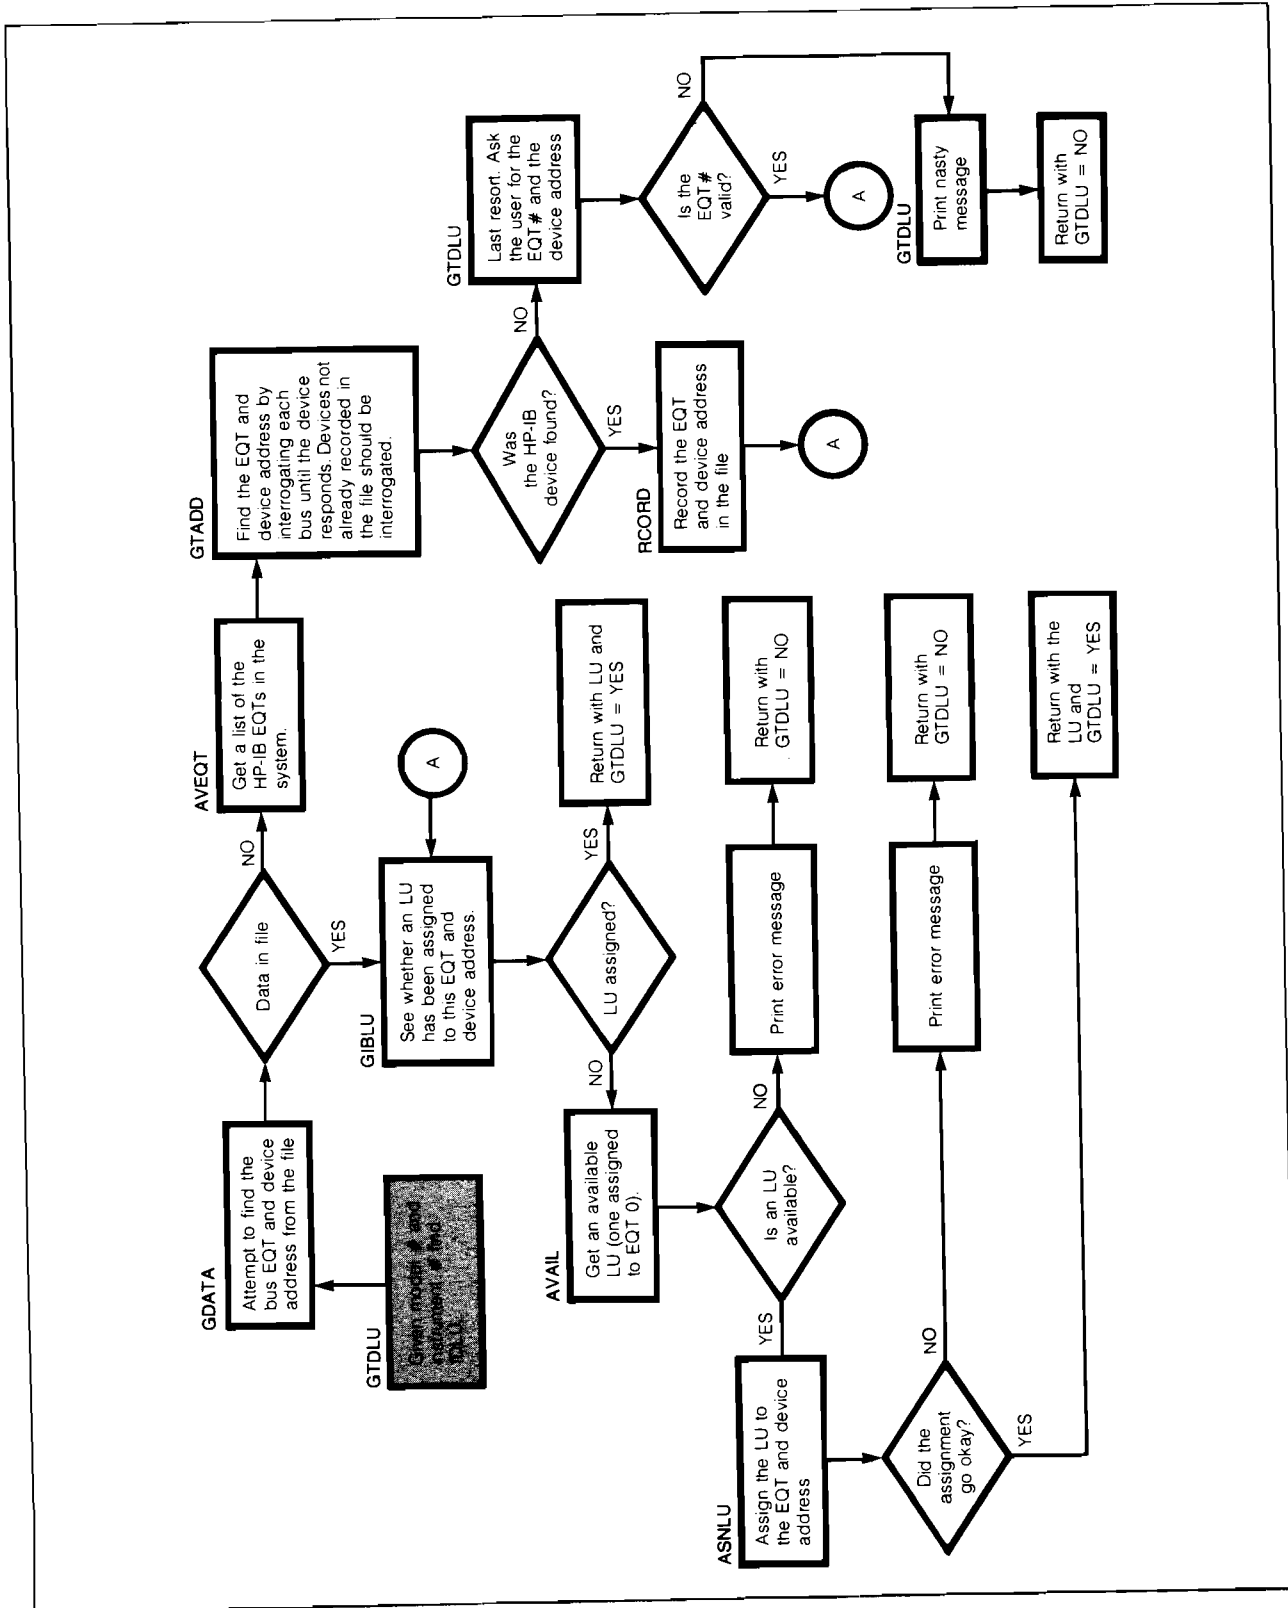 GTDLU
Given model # and
instrument # find
IDLU.
GDATA
Attempt to find the
bus EQT and device
address from the file
Data in file
NO
YES
AVEQT
Get a list of the
HP-IB EQTs in the
system.
GTADD
Find the EQT and
device address by
interrogating each
bus until the device
responds. Devices not
already recorded in
the file should be
interrogated.
Was
the HP-IB
device found?
NO
YES
GTDLU
Last resort. Ask
the user for the
EQT# and the
device address
Is the
EQT#
valid?
NO
YES
A
GTDLU
Print nasty
message
Return with
GTDLU = NO
RCORD
Record the EQT
and device address
in the file
A
A
GIBLU
See whether an LU
has been assigned
to this EQT and
device address.
LU assigned?
YES
NO
Return with LU and
GTDLU = YES
AVAIL
Get an available
LU (one assigned
to EQT 0).
Is an LU
available?
NO
YES
Print error message
Return with
GTDLU = NO
ASNLU
Assign the LU to
the EQT and device
address
Did the
assignment
go okay?
NO
YES
Print error message
Return with
GTDLU = NO
Return with the
LU and
GTDLU = YES